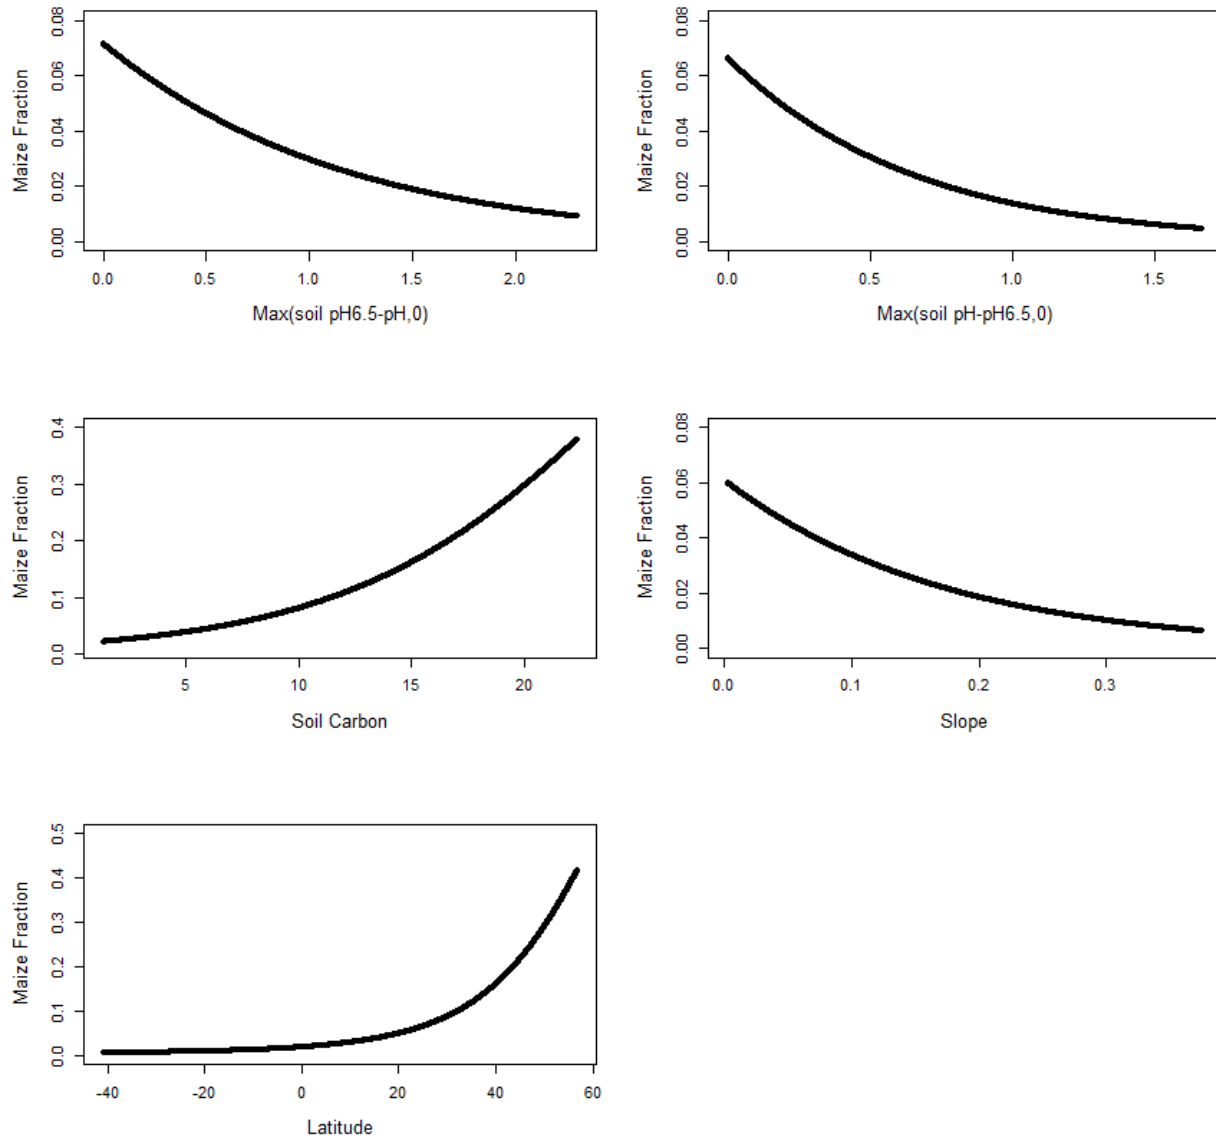 Maize Fraction
0.00 0.02 0.04 0.06 0.08
0.0 0.5 1.0 1.5 2.0
Max(soil pH6.5-pH,0)
Maize Fraction
0.00 0.02 0.04 0.06 0.08
0.0 0.5 1.0 1.5
Max(soil pH-pH6.5,0)
Maize Fraction
0.0 0.1 0.2 0.3 0.4
5 10 15 20
Soil Carbon
Maize Fraction
0.00 0.02 0.04 0.06 0.08
0.0 0.1 0.2 0.3
Slope
Maize Fraction
0.0 0.1 0.2 0.3 0.4 0.5
-40 -20 0 20 40 60
Latitude